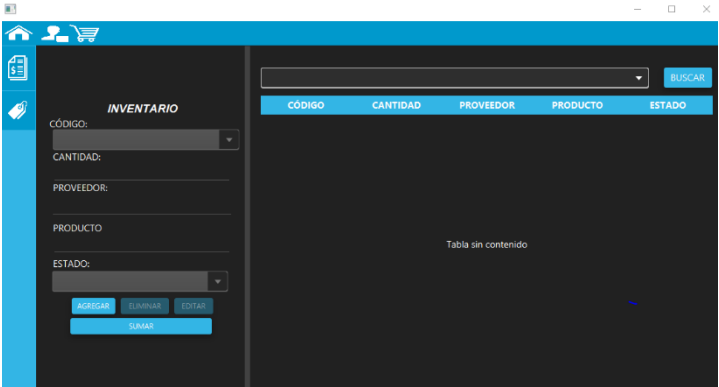 BUSCAR
INVENTARIO
CÓDIGO:
CANTIDAD:
PROVEEDOR:
PRODUCTO
ESTADO:
AGREGAR ELIMINAR EDITAR
SUMAR
CÓDIGO CANTIDAD PROVEEDOR PRODUCTO ESTADO
Tabla sin contenido